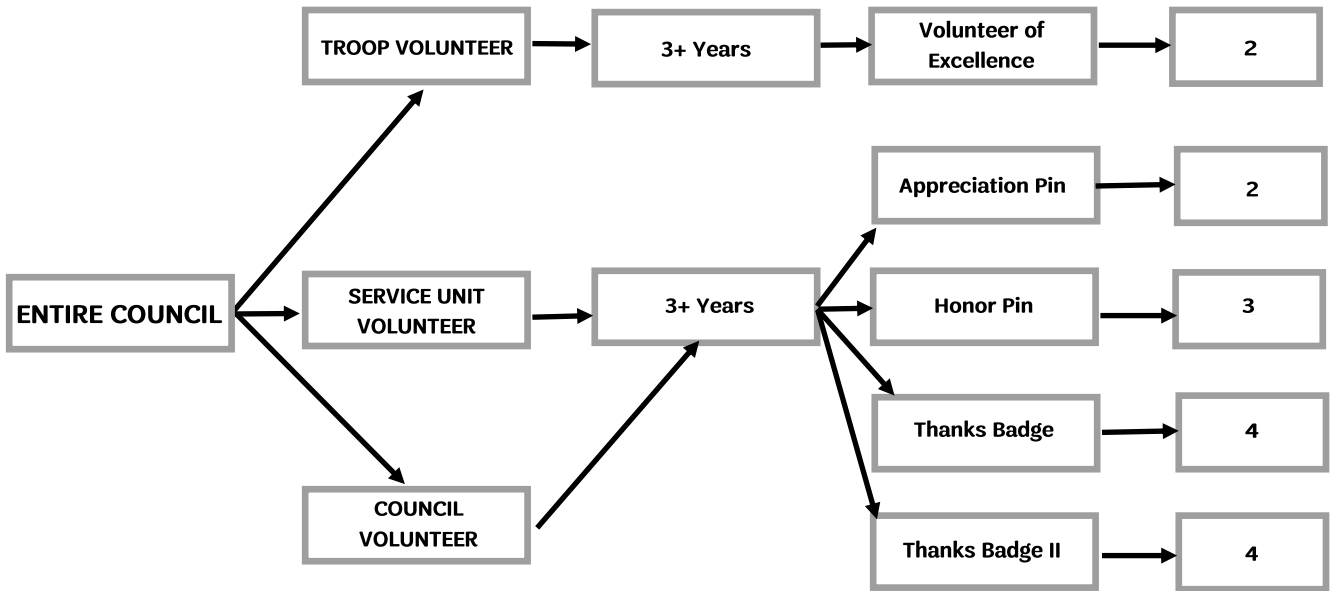 TROOP VOLUNTEER
3+ Years
Volunteer of
Excellence
2
Appreciation Pin
2
ENTIRE COUNCIL
SERVICE UNIT
VOLUNTEER
3+ Years
Honor Pin
3
Thanks Badge
4
COUNCIL
VOLUNTEER
Thanks Badge II
4